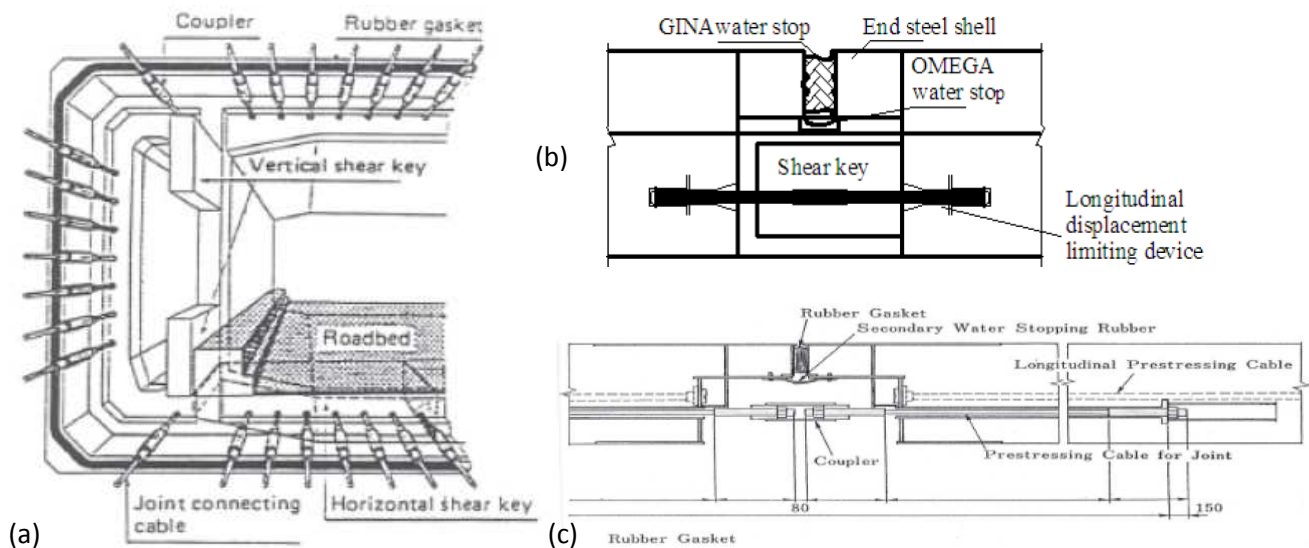 Coupler
Rubber gasket
Vertical shear key
Roadbed
Joint connecting
cable
Horizontal shear key
(a)
GINA water stop
End steel shell
OMEGA
water stop
(b)
Shear key
Longitudinal
displacement
limiting device
Rubber Gasket
Secondary Water Stopping Rubber
Longitudinal Prestressing Cable
Coupler
Prestressing Cable for Joint
80
150
(c)
Rubber Gasket